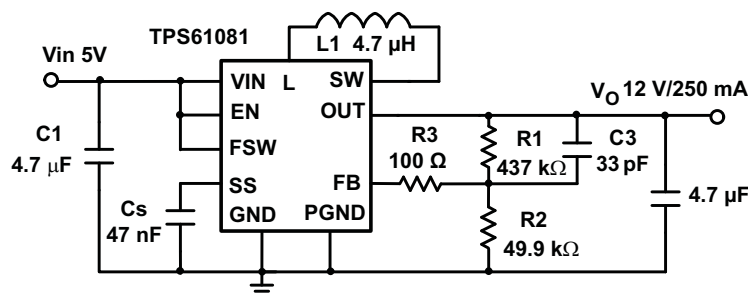 TPS61081
L1 4.7 µH
Vin 5V
VIN
L
SW
EN
OUT
FSW
SS
FB
GND
PGND
C1
4.7 µF
Cs
47 nF
R3
100 Ω
R1
437 kΩ
C3
33 pF
R2
49.9 kΩ
VO 12 V/250 mA
4.7 µF